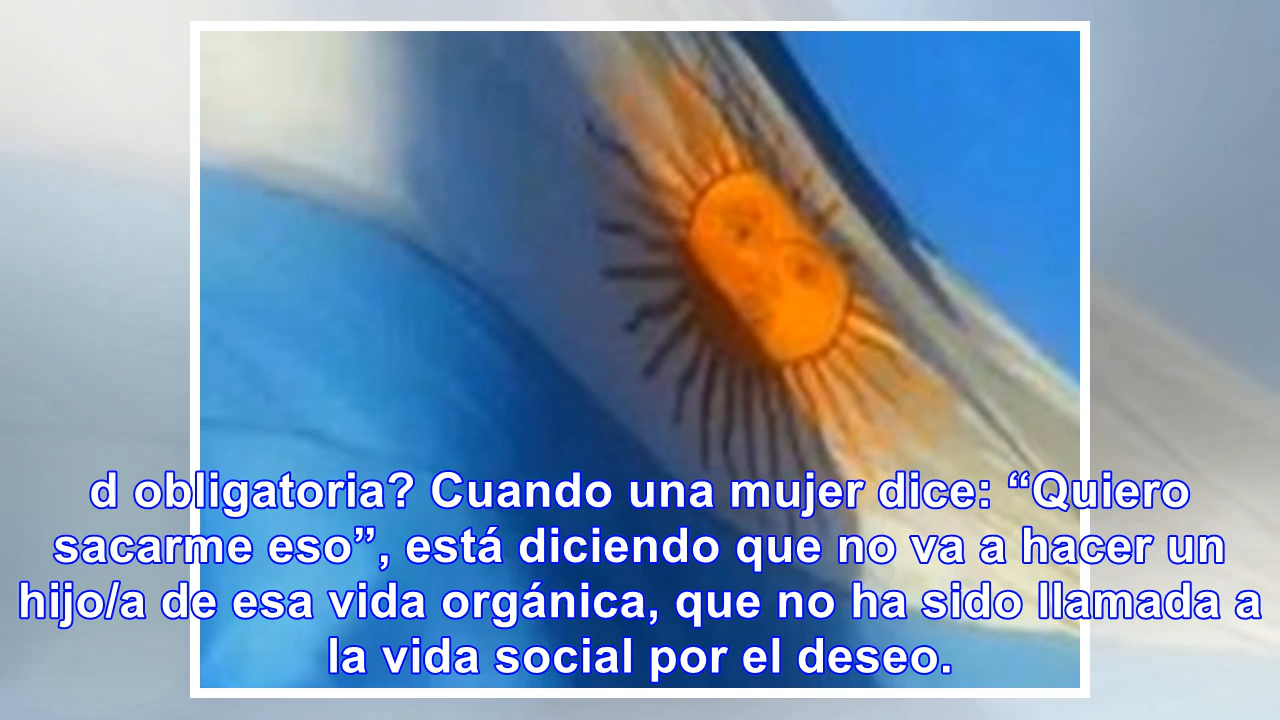 d obligatoria? Cuando una mujer dice: “Quiero
sacarme eso”, está diciendo que no va a hacer un
hijo/a de esa vida orgánica, que no ha sido llamada a
la vida social por el deseo.